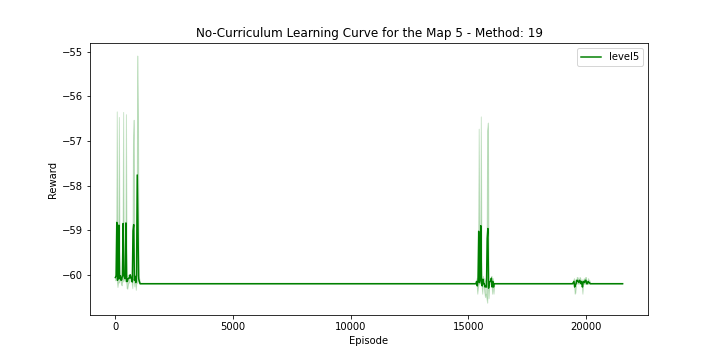 No-Curriculum Learning Curve for the Map 5 - Method: 19
level5
−55
−56
−57
−58
−59
−60
Reward
0
5000
10000
15000
20000
Episode